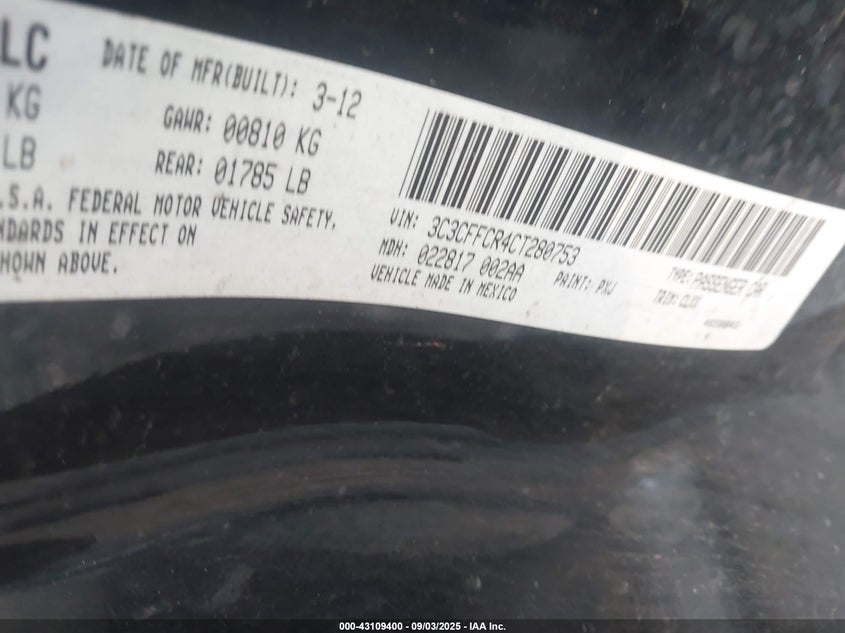 LC
KG
LB
.S.A. FEDERAL MOTOR VEHICLE SAFETY.
NDARDS IN EFFECT ON
HOWN ABOVE.
DATE OF MFR(BUILT): 3-12
GAWR: 00810 KG
REAR: 01785 LB
VIN: 3C3CFFCR4CT280753
MDH: 022817 002AA
VEHICLE MADE IN MEXICO
PAINT: PXJ
TYPE: PASSENGER CAR
TRIM: CLXX
000-43109400 - 09/03/2025 - IAA Inc.